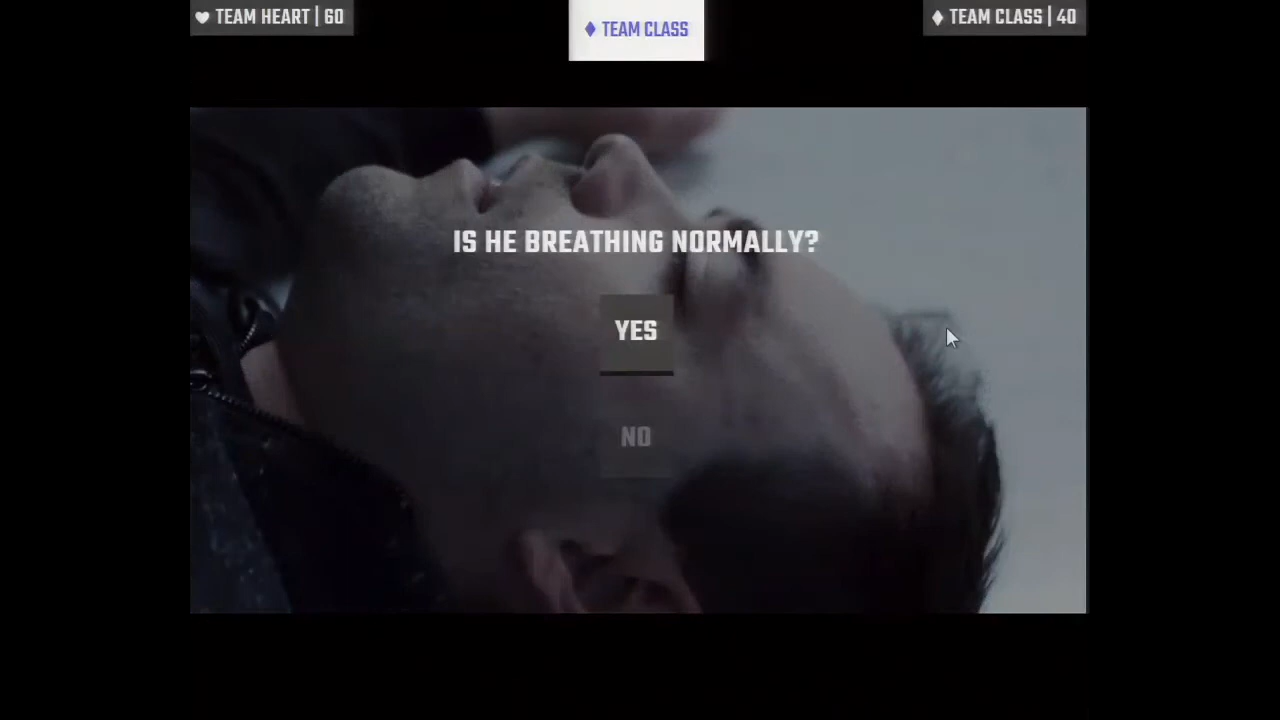 TEAM HEART | 60
TEAM CLASS
TEAM CLASS | 40
IS HE BREATHING NORMALLY?
YES
NO